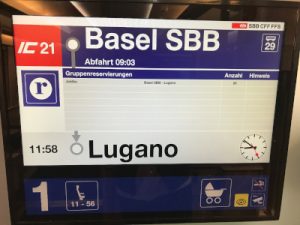 IC 21
Basel SBB
SBB CFF FFS
29
Abfahrt 09:03
r
Gruppenreservierungen Anzahl Hinweise
Basel SBB - Lugano
11:58 Lugano
1
11 - 56